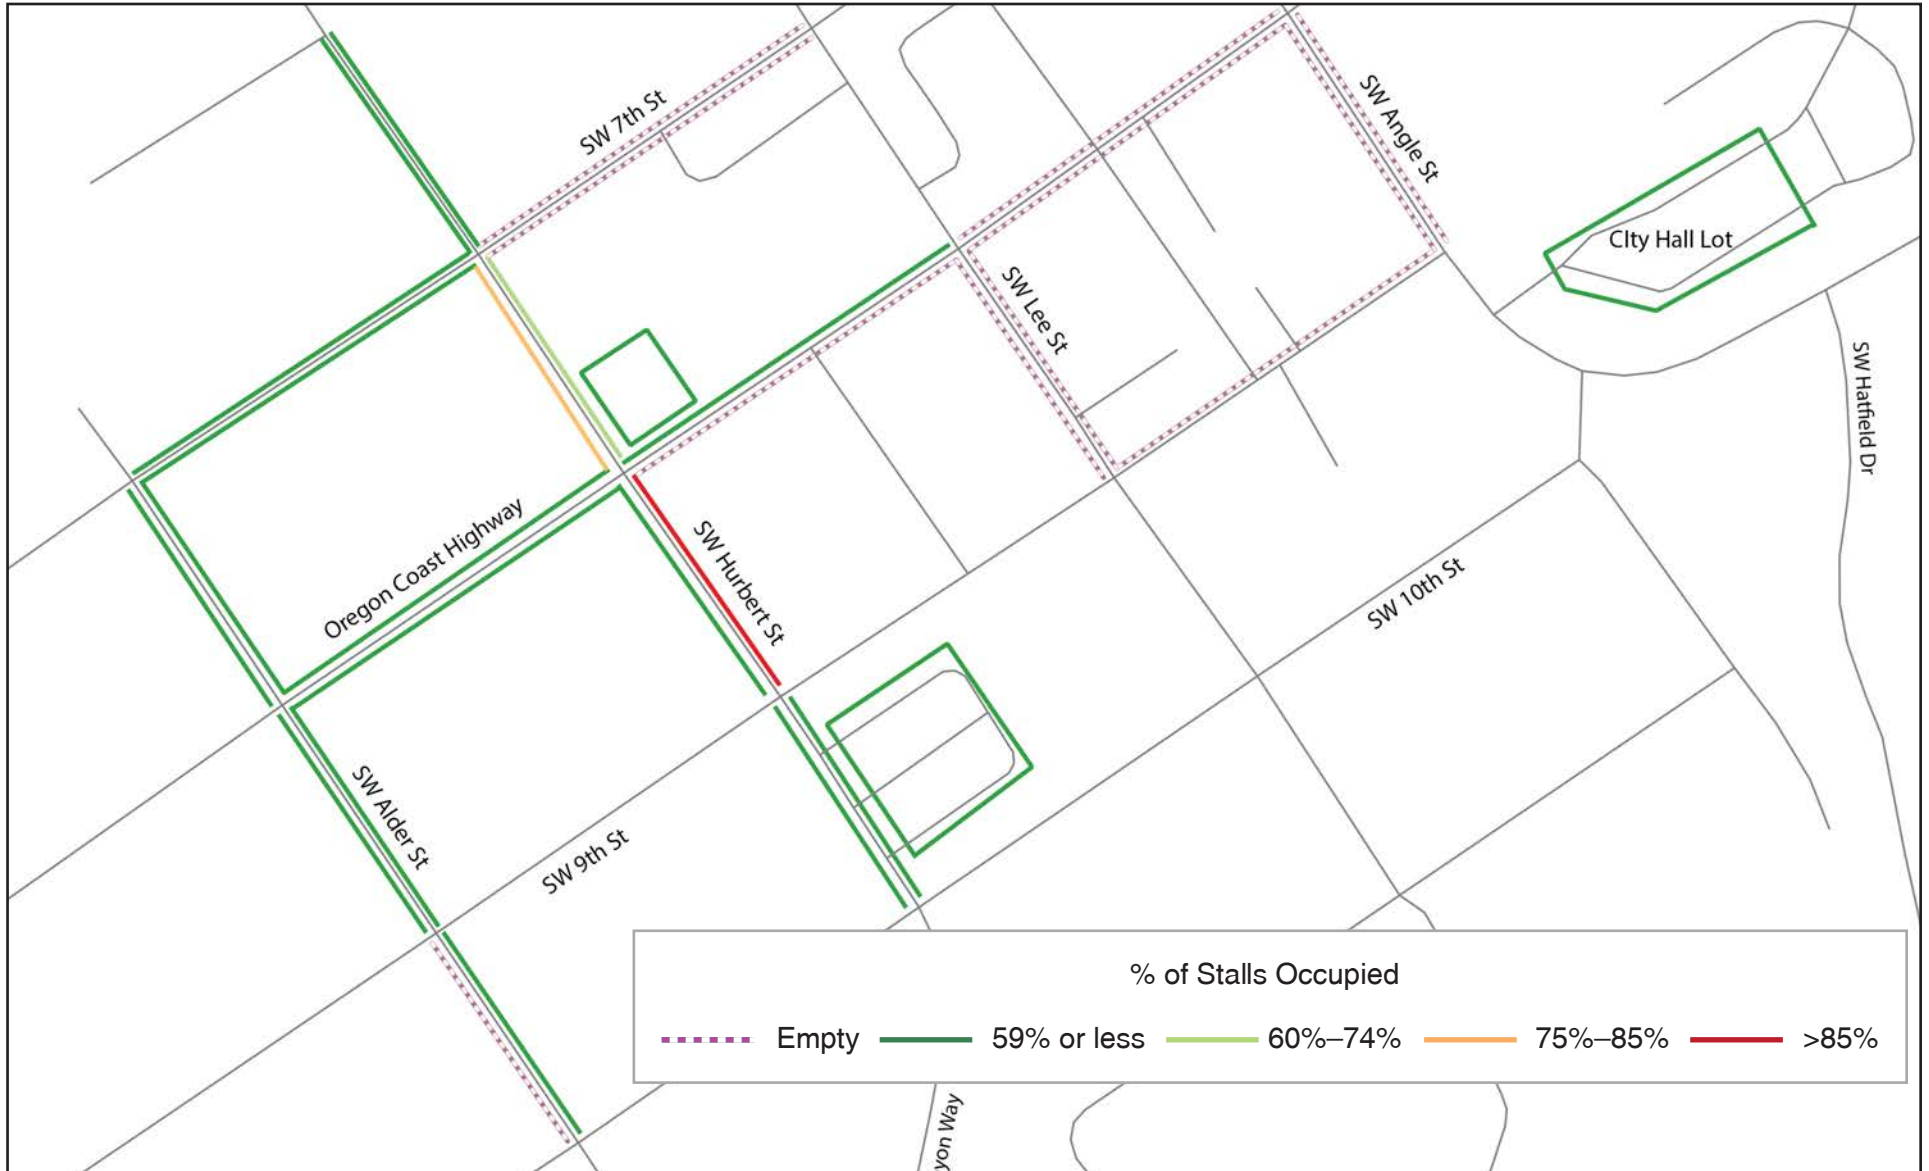 SW 7th St
SW Angle St
CIty Hall Lot
SW Lee St
SW Hatfield Dr
Oregon Coast Highway
SW Hurbert St
SW 10th St
SW Alder St
SW 9th St
% of Stalls Occupied
Empty 59% or less 60%–74% 75%–85% >85%
yon Way